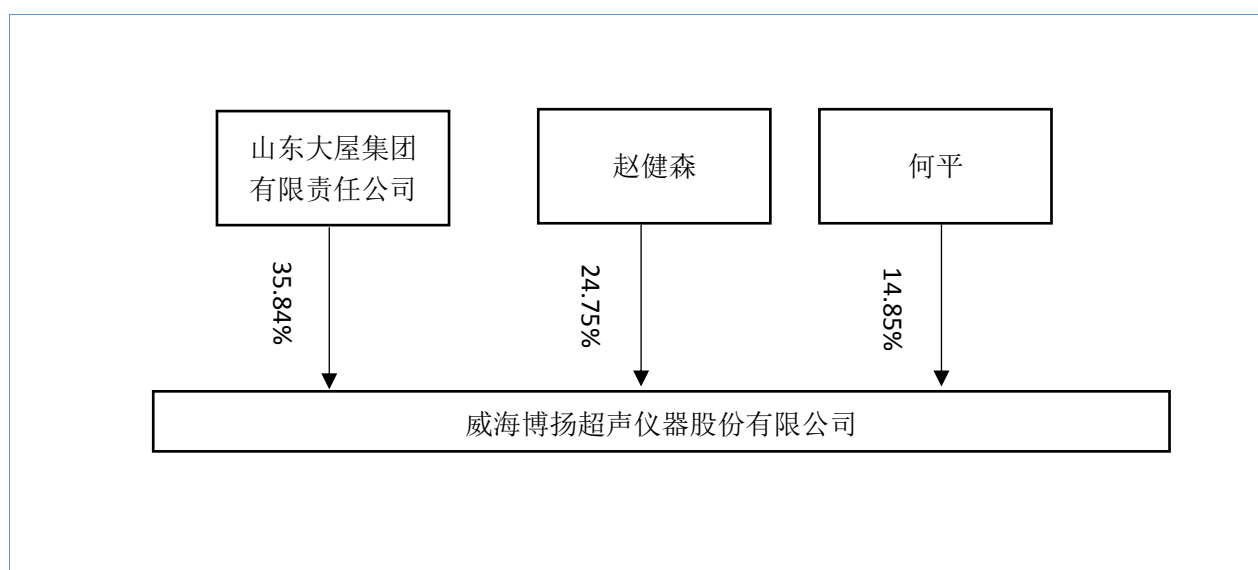 山东大屋集团
有限责任公司
赵健森
何平
35.84%
24.75%
14.85%
威海博扬超声仪器股份有限公司